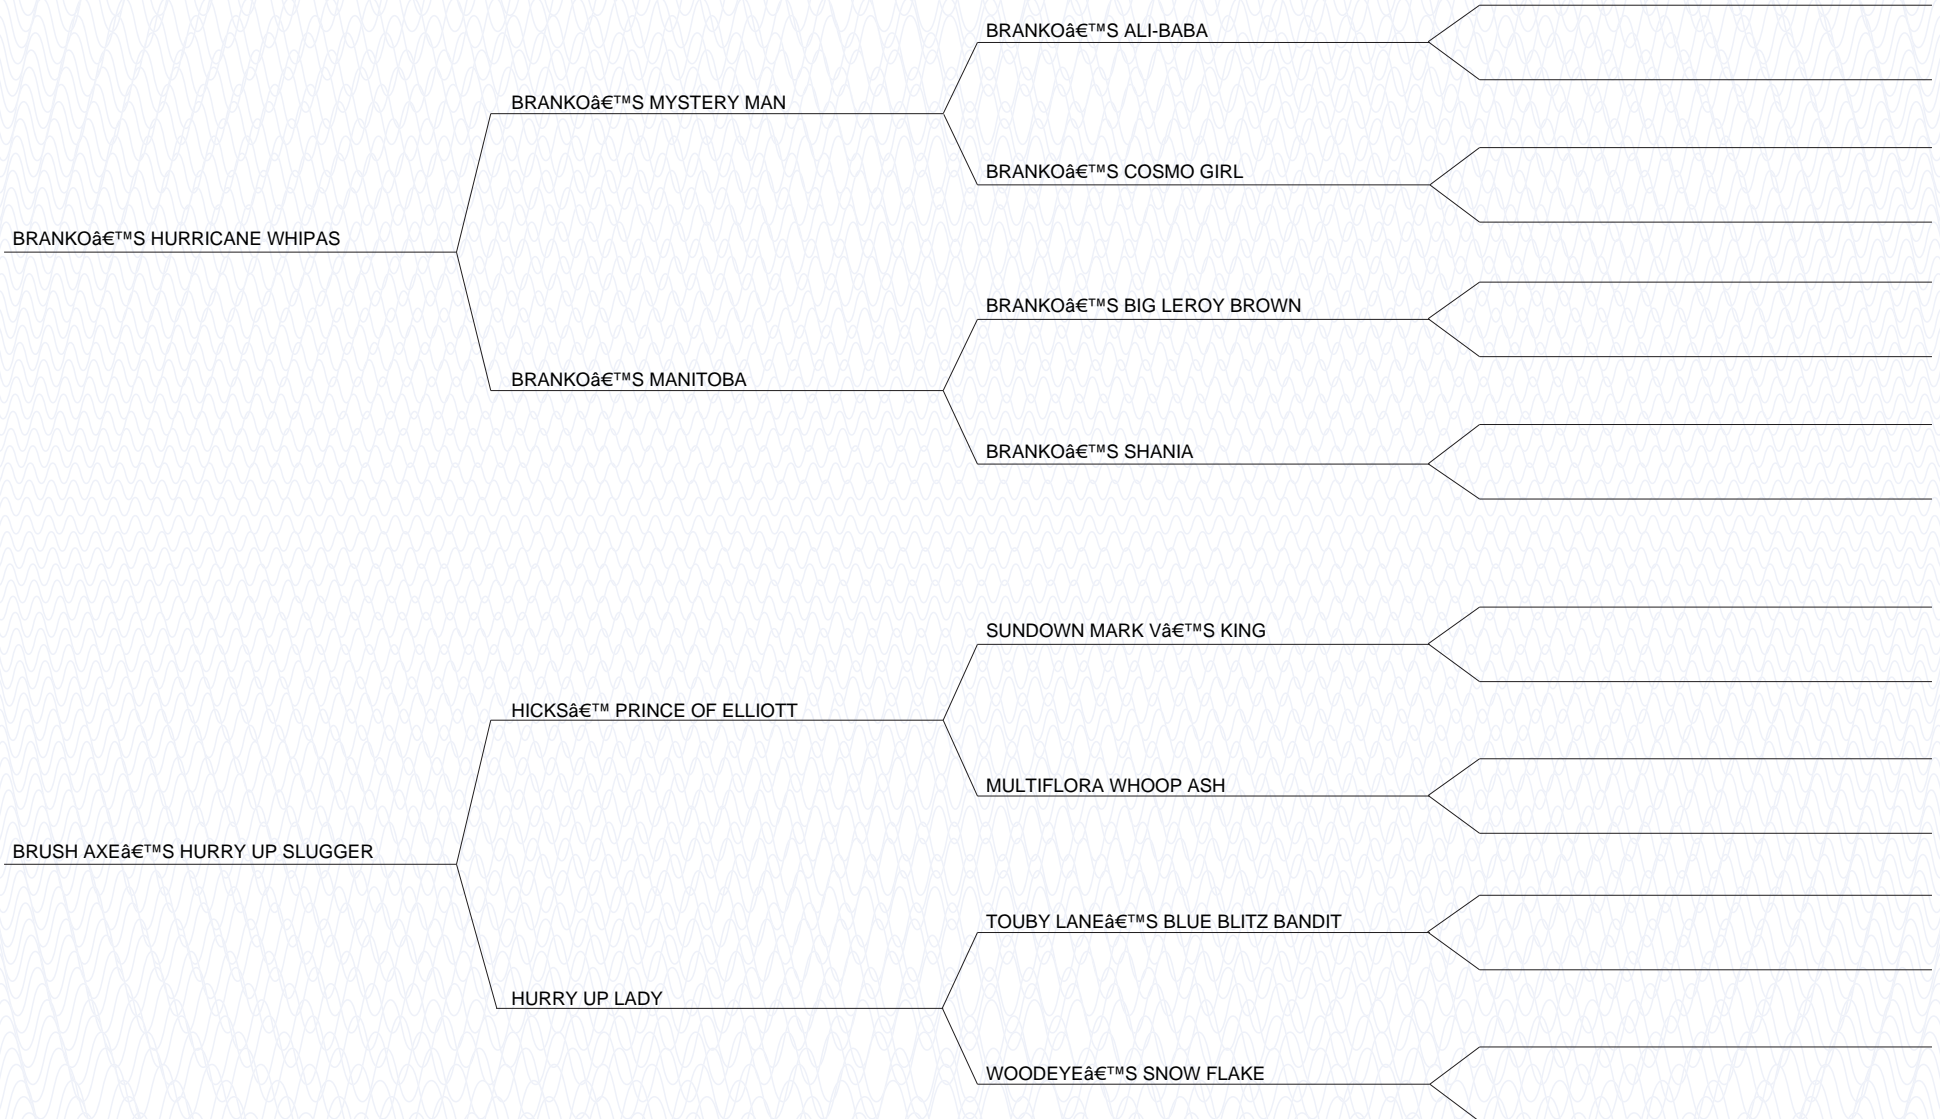 BRANKOâ€™S ALI-BABA
BRANKOâ€™S MYSTERY MAN
BRANKOâ€™S COSMO GIRL
BRANKOâ€™S HURRICANE WHIPAS
BRANKOâ€™S BIG LEROY BROWN
BRANKOâ€™S MANITOBA
BRANKOâ€™S SHANIA
SUNDOWN MARK Vâ€™S KING
HICKSâ€™ PRINCE OF ELLIOTT
MULTIFLORA WHOOP ASH
BRUSH AXEâ€™S HURRY UP SLUGGER
TOUBY LANEâ€™S BLUE BLITZ BANDIT
HURRY UP LADY
WOODEYEâ€™S SNOW FLAKE